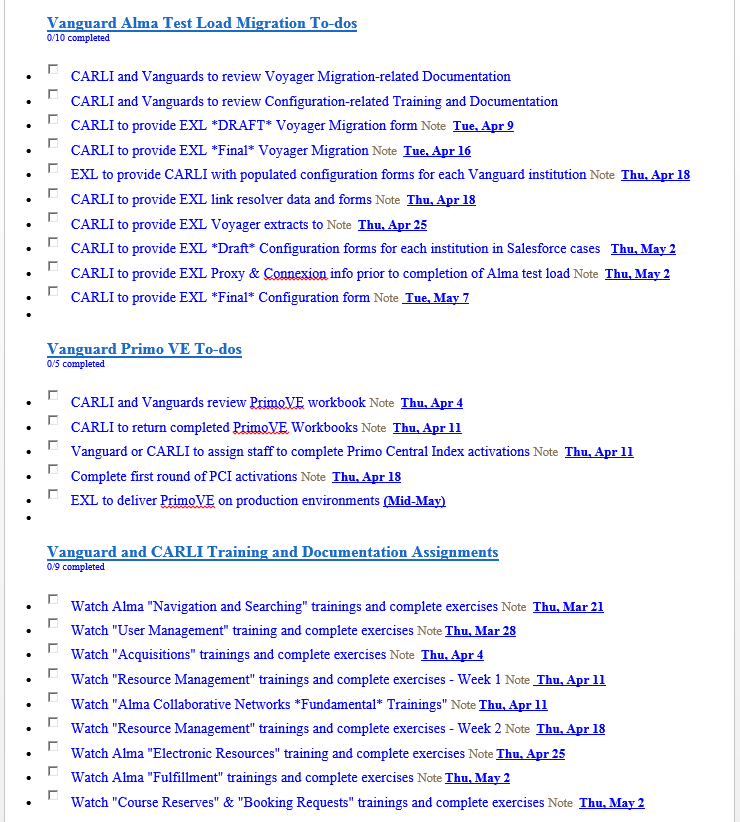 Vanguard Alma Test Load Migration To-dos
0/10 completed
CARLI and Vanguards to review Voyager Migration-related Documentation
CARLI and Vanguards to review Configuration-related Training and Documentation
CARLI to provide EXL *DRAFT* Voyager Migration form Note Tue, Apr 9
CARLI to provide EXL *Final* Voyager Migration Note Tue, Apr 16
EXL to provide CARLI with populated configuration forms for each Vanguard institution Note Thu, Apr 18
CARLI to provide EXL link resolver data and forms Note Thu, Apr 18
CARLI to provide EXL Voyager extracts to Note Thu, Apr 25
CARLI to provide EXL *Draft* Configuration forms for each institution in Salesforce cases Thu, May 2
CARLI to provide EXL Proxy & Connexion info prior to completion of Alma test load Note Thu, May 2
CARLI to provide EXL *Final* Configuration form Note Tue, May 7
Vanguard Primo VE To-dos
0/5 completed
CARLI and Vanguards review PrimoVE workbook Note Thu, Apr 4
CARLI to return completed PrimoVE Workbooks Note Thu, Apr 11
Vanguard or CARLI to assign staff to complete Primo Central Index activations Note Thu, Apr 11
Complete first round of PCI activations Note Thu, Apr 18
EXL to deliver PrimoVE on production environments (Mid-May)
Vanguard and CARLI Training and Documentation Assignments
0/9 completed
Watch Alma "Navigation and Searching" trainings and complete exercises Note Thu, Mar 21
Watch "User Management" training and complete exercises Note Thu, Mar 28
Watch "Acquisitions" trainings and complete exercises Note Thu, Apr 4
Watch "Resource Management" trainings and complete exercises - Week 1 Note Thu, Apr 11
Watch "Alma Collaborative Networks *Fundamental* Trainings" Note Thu, Apr 11
Watch "Resource Management" trainings and complete exercises - Week 2 Note Thu, Apr 18
Watch Alma "Electronic Resources" training and complete exercises Note Thu, Apr 25
Watch Alma "Fulfillment" trainings and complete exercises Note Thu, May 2
Watch "Course Reserves" & "Booking Requests" trainings and complete exercises Note Thu, May 2